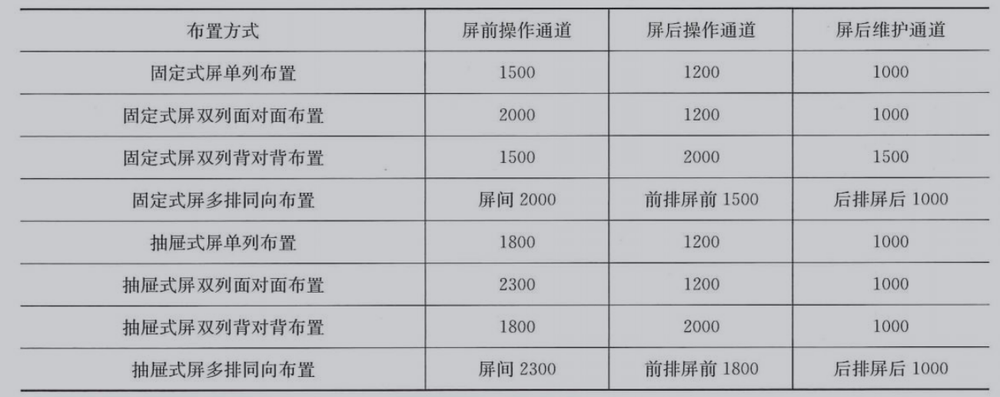 布置方式 屏前操作通道 屏后操作通道 屏后维护通道
固定式屏单列布置 1500 1200 1000
固定式屏双列面对面布置 2000 1200 1000
固定式屏双列背对背布置 1500 2000 1500
固定式屏多排同向布置 屏间 2000 前排屏前 1500 后排屏后 1000
抽屉式屏单列布置 1800 1200 1000
抽屉式屏双列面对面布置 2300 1200 1000
抽屉式屏双列背对背布置 1800 2000 1000
抽屉式屏多排同向布置 屏间 2300 前排屏前 1800 后排屏后 1000